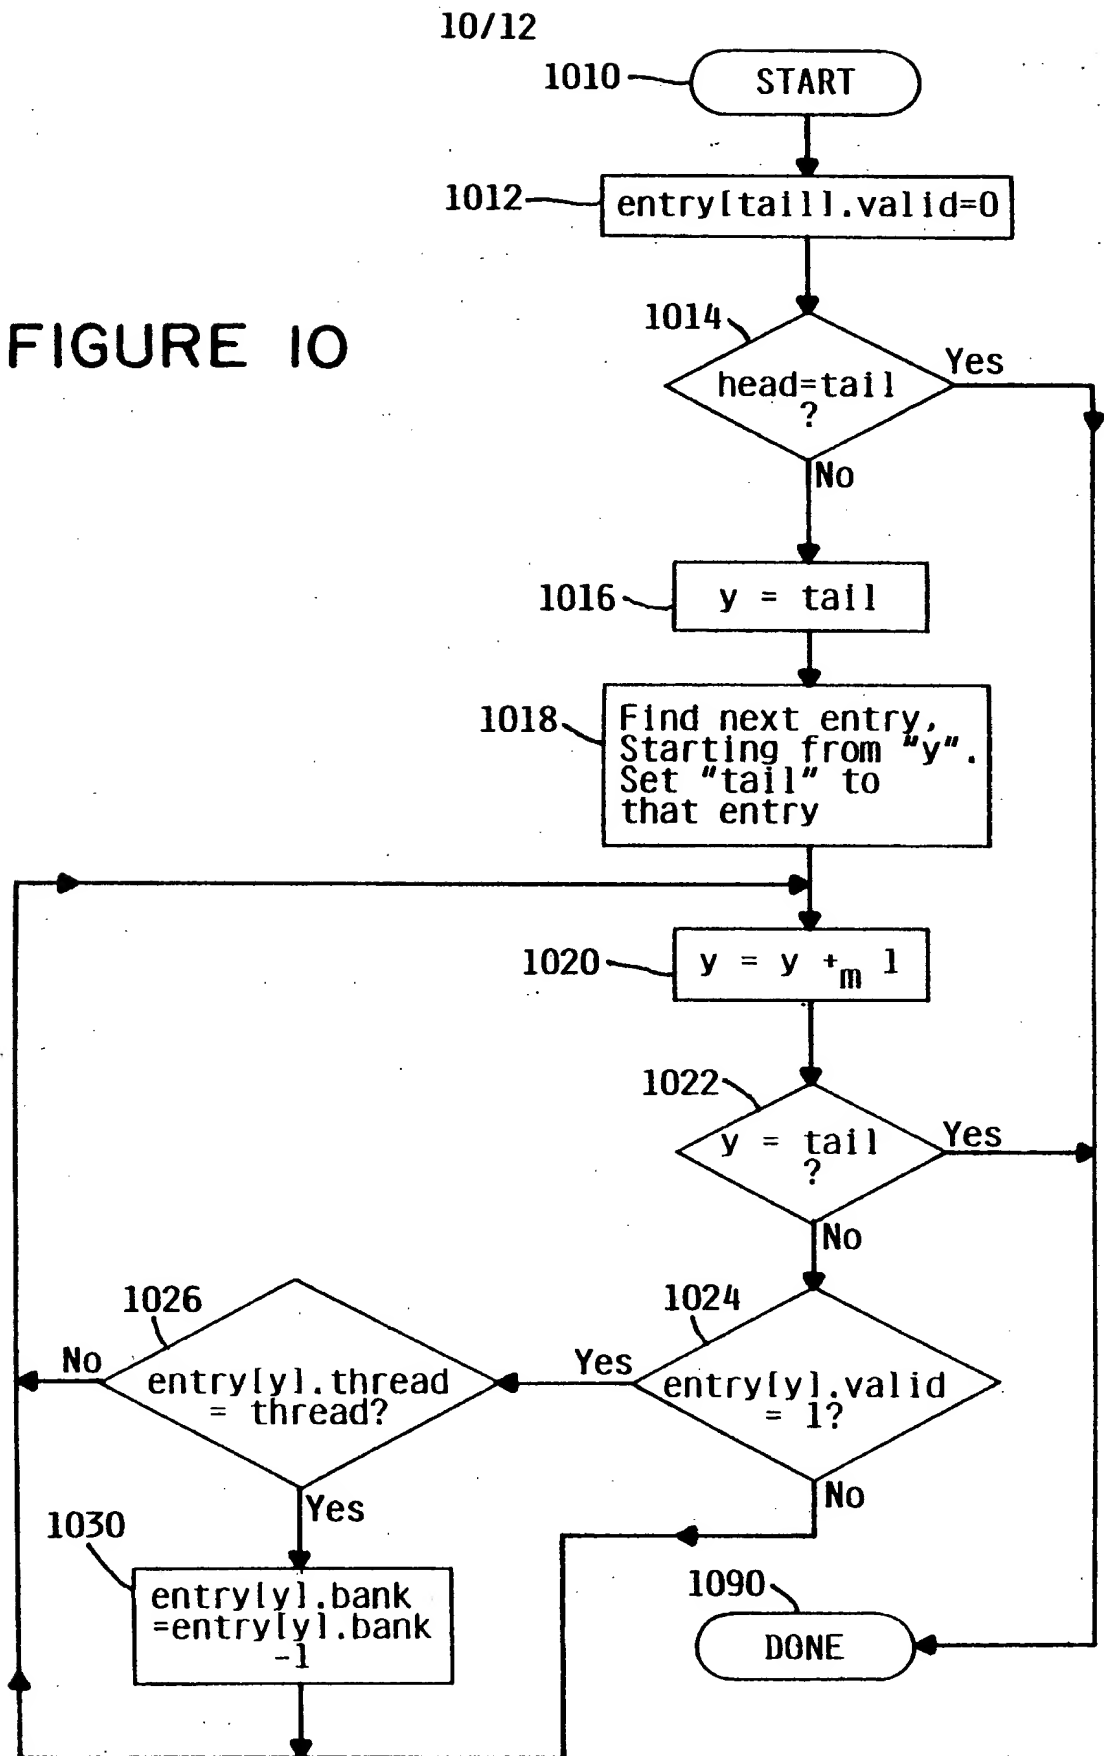 10/12
1010
START
1012
entry[tail].valid=0
FIGURE 10
1014
head=tail
?
Yes
No
1016
y = tail
1018
Find next entry,
Starting from "y".
Set "tail" to
that entry
1020
y = y +m 1
1022
y = tail
?
Yes
No
1026
1024
No
entry[y].thread
= thread?
Yes
entry[y].valid
= 1?
Yes
No
1030
entry[y].bank
=entry[y].bank
-1
1090
DONE